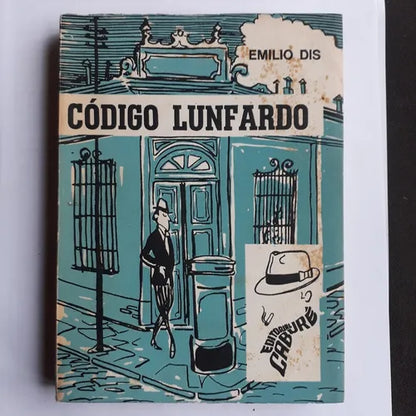 EMILIO DIS
CÓDIGO LUNFARDO
EDITORIAL
CABURÉ